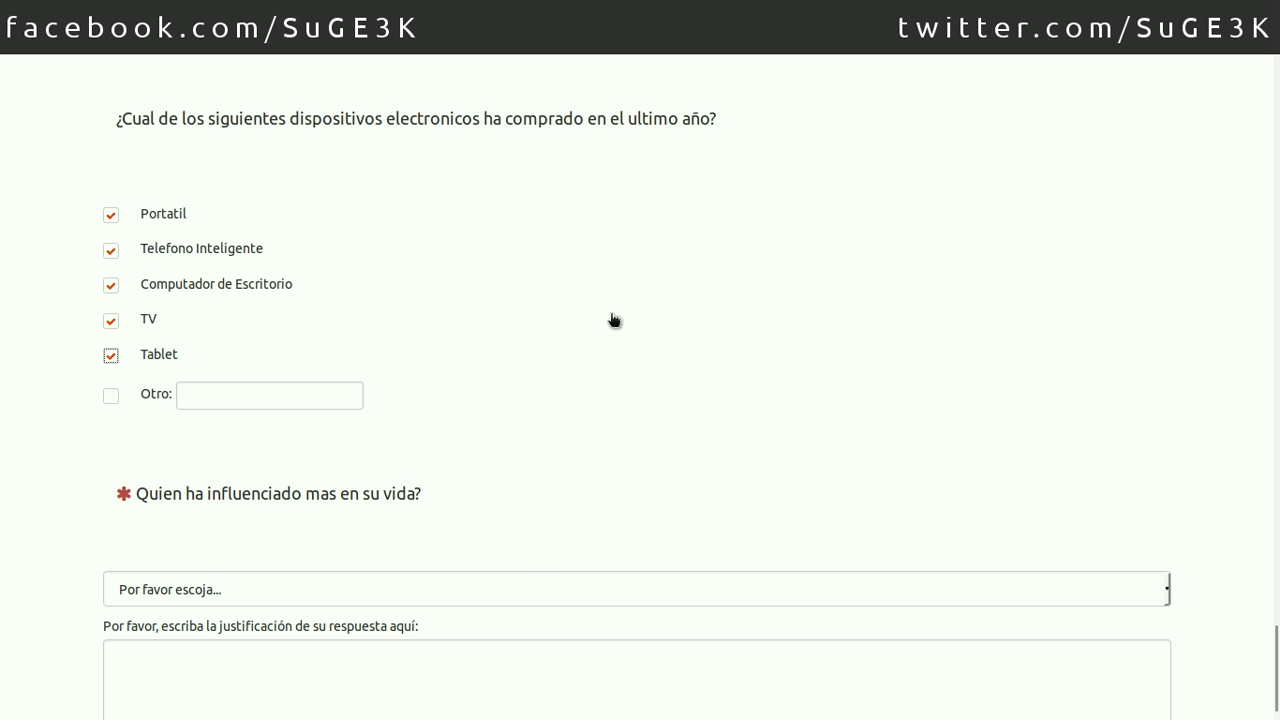 facebook.com/SuGE3K
twitter.com/SuGE3K
¿Cual de los siguientes dispositivos electronicos ha comprado en el ultimo año?
Portatil
Telefono Inteligente
Computador de Escritorio
TV
Tablet
Otro:
✱ Quien ha influenciado mas en su vida?
Por favor escoja...
Por favor, escriba la justificación de su respuesta aquí: